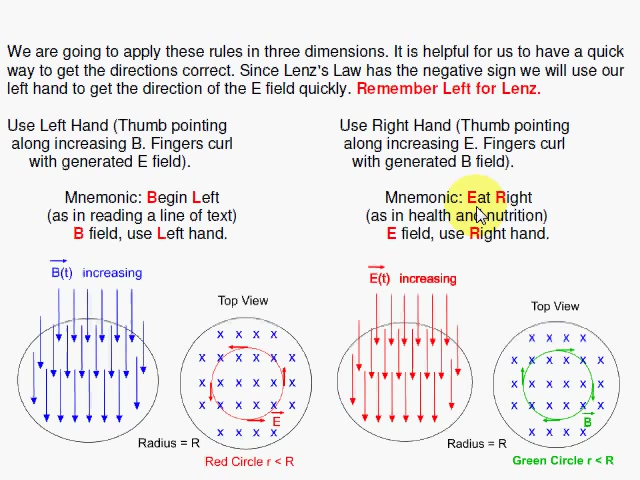 We are going to apply these rules in three dimensions. It is helpful for us to have a quick
way to get the directions correct. Since Lenz's Law has the negative sign we will use our
left hand to get the direction of the E field quickly. Remember Left for Lenz.
Use Left Hand (Thumb pointing
along increasing B. Fingers curl
with generated E field).
Mnemonic: Begin Left
(as in reading a line of text)
B field, use Left hand.
Use Right Hand (Thumb pointing
along increasing E. Fingers curl
with generated B field).
Mnemonic: Eat Right
(as in health and nutrition)
E field, use Right hand.
B(t) increasing
Top View
x x x x
x x x x x
x x x x x
x x x x x
x x x x
E
Radius = R
Red Circle r < R
E(t) increasing
Top View
x x x x
x x x x x
x x x x x
x x x x x
x x x x
B
Radius = R
Green Circle r < R